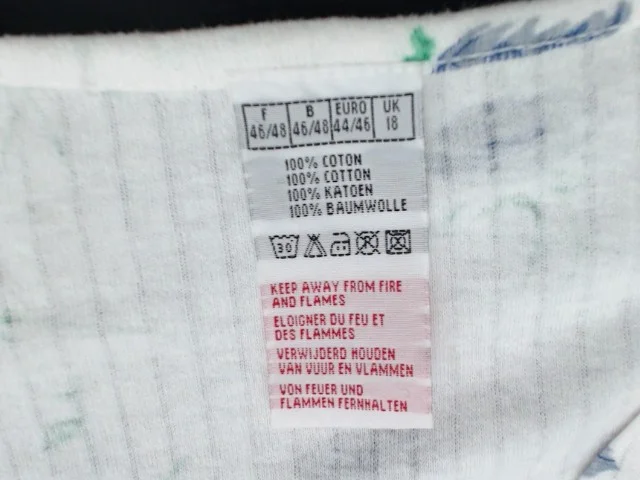 F B EURO UK
46/48 46/48 44/46 18
100% COTON
100% COTTON
100% KATOEN
100% BAUMWOLLE
30 P
KEEP AWAY FROM FIRE
AND FLAMES
ELOIGNER DU FEU ET
DES FLAMMES
VERWIJDERD HOUDEN
VAN VUUR EN VLAMMEN
VON FEUER UND
FLAMMEN FERNHALTEN